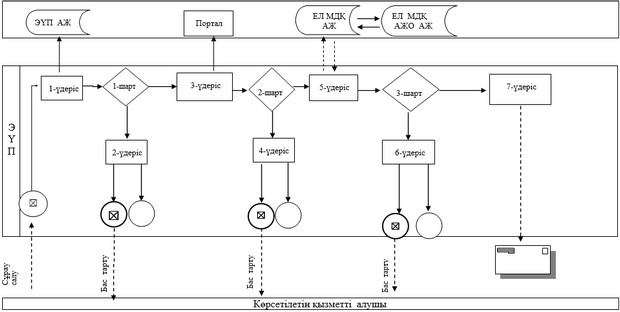 ЭҮП АЖ
Портал
ЕЛ МДҚ
АЖ
ЕЛ МДҚ
АЖО АЖ
Э
Ү
П
1-үдеріс
1-шарт
3-үдеріс
2-шарт
5-үдеріс
3-шарт
7-үдеріс
2-үдеріс
4-үдеріс
6-үдеріс
Сұрау
салу
Бас тарту
Бас тарту
Бас тарту
Көрсетілетін қызметті алушы